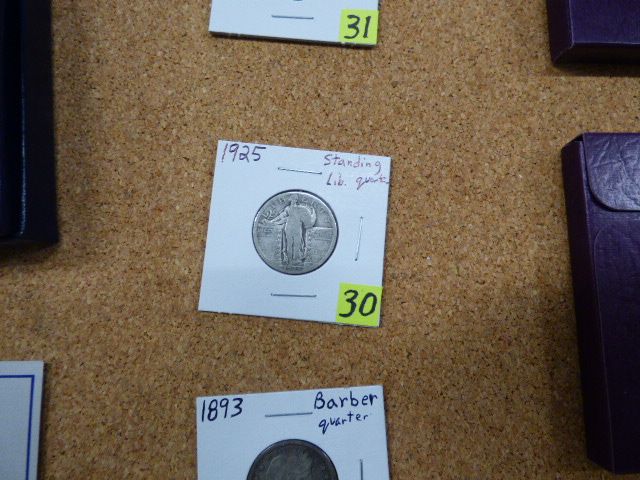 31
1925
Standing
Lib. quarter
30
1893
Barber
quarter